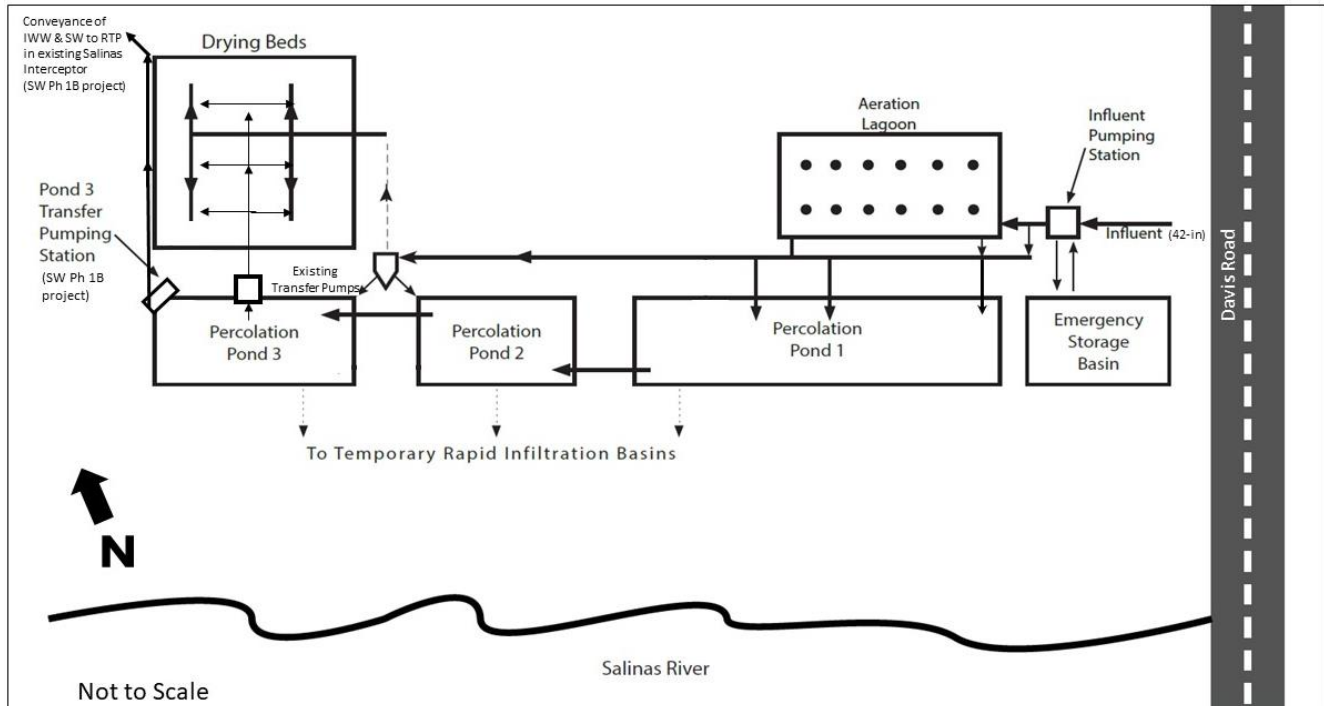 Conveyance of
IWW & SW to RTP
in existing Salinas
Interceptor
(SW Ph 1B project)
Drying Beds
Aeration
Lagoon
Influent
Pumping
Station
Pond 3
Transfer
Pumping
Station
(SW Ph 1B
project)
Influent (42-in)
Existing
Transfer Pumps
Percolation
Pond 3
Percolation
Pond 2
Percolation
Pond 1
Emergency
Storage
Basin
Davis Road
To Temporary Rapid Infiltration Basins
N
Salinas River
Not to Scale